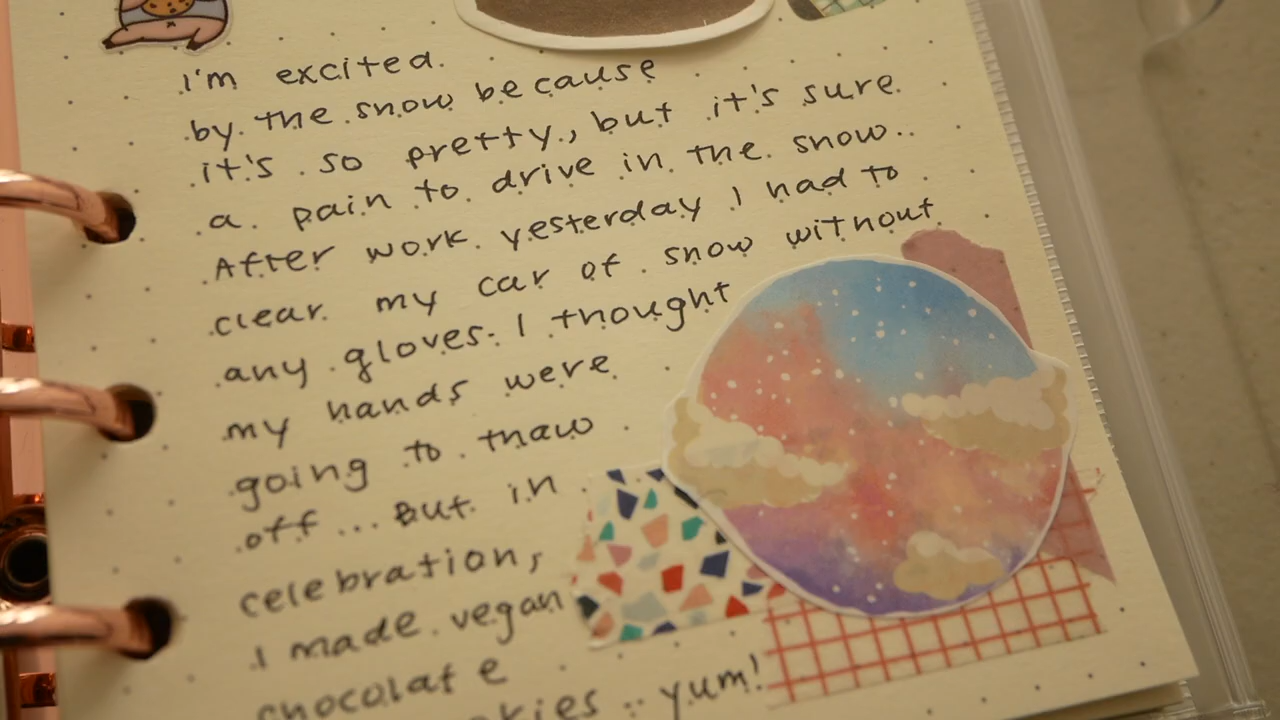 I'm excited.
by the snow because
it's so pretty, but it's sure
a pain to drive in the snow..
After work yesterday I had to
clear my car of snow without
any gloves. I thought
my hands were
going to thaw
off... But in
celebration,
I made vegan
chocolate
yum!